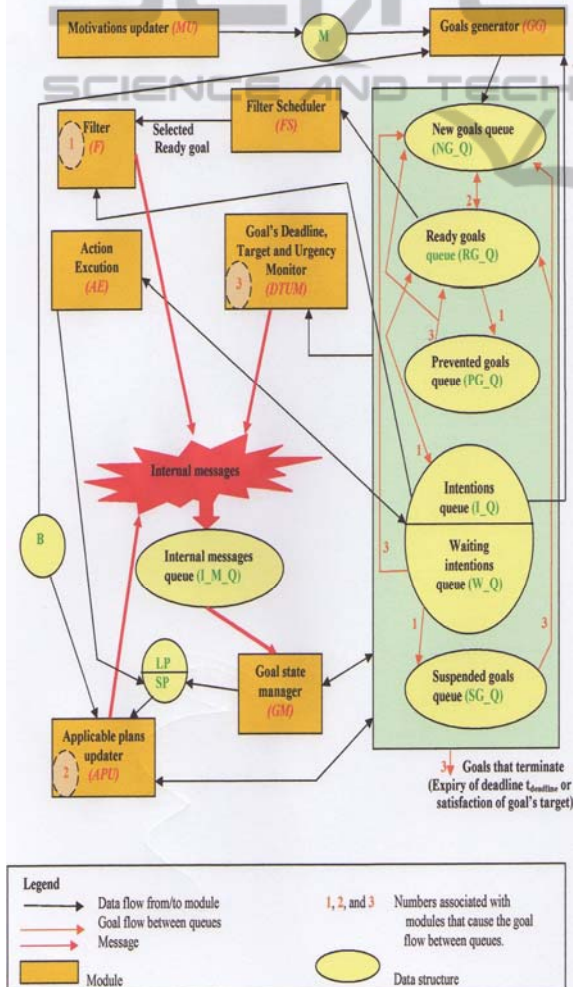 Motivations updater (MU)
M
Goals generator (GG)
SCIENCE AND TECH
1
Filter
(F)
Selected
Ready goal
Filter Scheduler
(FS)
New goals queue
(NG_Q)
2
Action
Excution
(AE)
Goal's Deadline,
Target and Urgency
Monitor
3
(DTUM)
Ready goals
queue (RG_Q)
3
1
Prevented goals
queue (PG_Q)
Internal messages
1
Intentions
queue (I_Q)
B
Internal messages
queue (I_M_Q)
3
Waiting
intentions
queue (W_Q)
1
3
LP
SP
Goal state
manager
(GM)
Suspended goals
queue (SG_Q)
Applicable plans
updater
2
(APU)
3 Goals that terminate
(Expiry of deadline tdeadline or
satisfaction of goal's target)
Legend
Data flow from/to module
Goal flow between queues
Message
Module
1, 2, and 3 Numbers associated with
modules that cause the goal
flow between queues.
Data structure